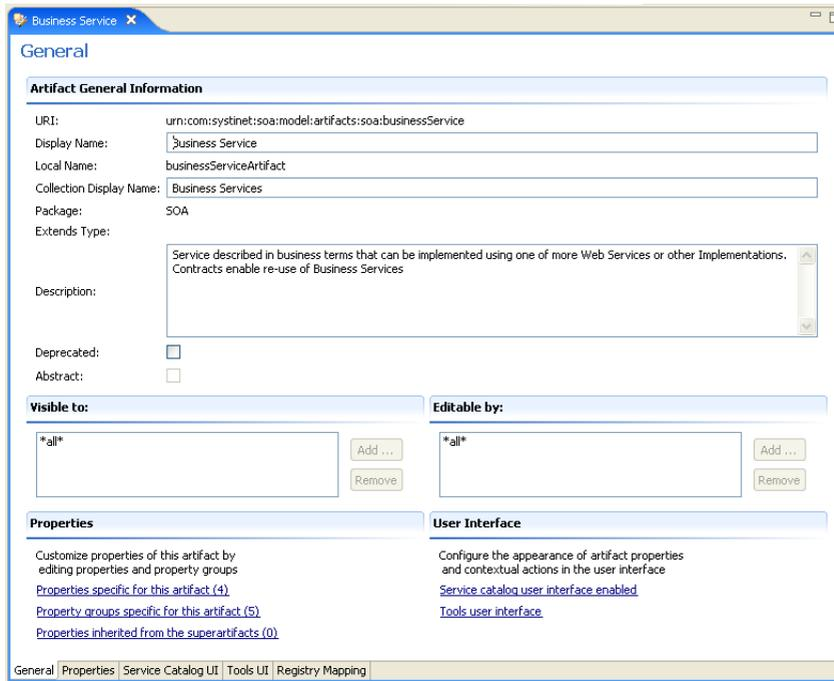 Business Service
General
Artifact General Information
URI: urn:com:systinet:soa:model:artifacts:soa:businessService
Display Name: Business Service
Local Name: businessServiceArtifact
Collection Display Name: Business Services
Package: SOA
Extends Type:
Service described in business terms that can be implemented using one of more Web Services or other Implementations.
Contracts enable re-use of Business Services
Description:
Deprecated:
Abstract:
Visible to: Editable by:
*all* *all*
Add ... Add ...
Remove Remove
Properties User Interface
Customize properties of this artifact by Configure the appearance of artifact properties
editing properties and property groups and contextual actions in the user interface
Properties specific for this artifact (4) Service catalog user interface enabled
Property groups specific for this artifact (5) Tools user interface
Properties inherited from the superartifacts (0)
General Properties Service Catalog UI Tools UI Registry Mapping